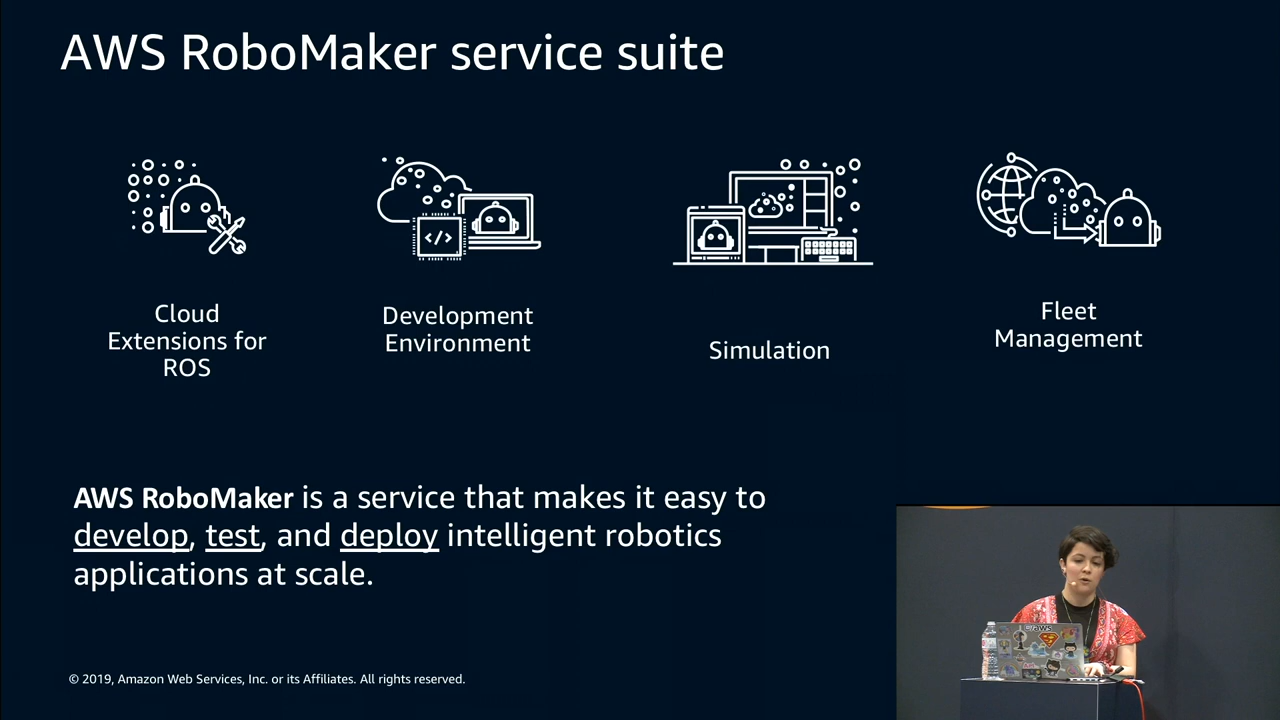 AWS RoboMaker service suite
Cloud
Extensions for
ROS
Development
Environment
Simulation
Fleet
Management
</>
AWS RoboMaker is a service that makes it easy to
develop, test, and deploy intelligent robotics
applications at scale.
© 2019, Amazon Web Services, Inc. or its Affiliates. All rights reserved.
aws